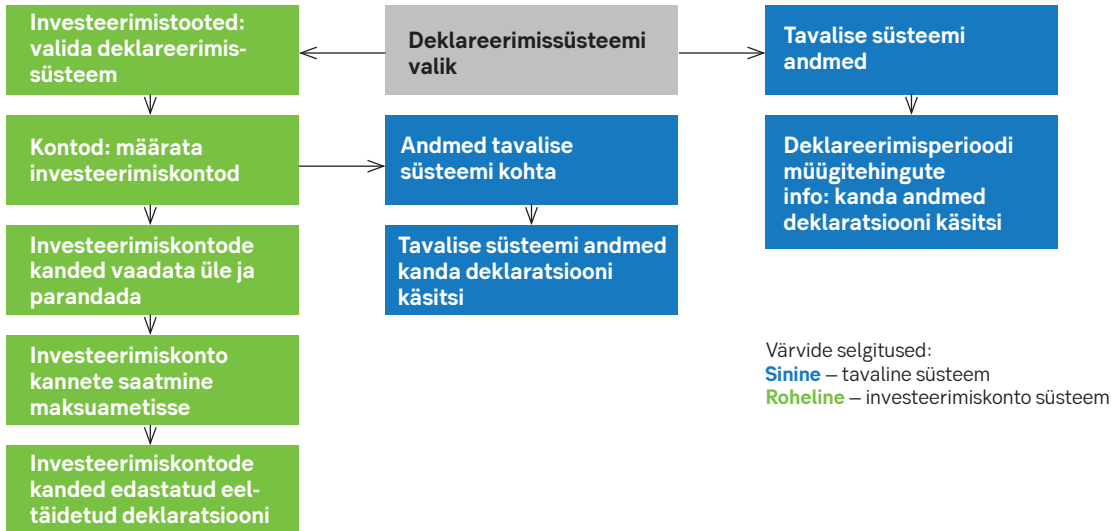 Investeerimistooted:
valida deklareerimis-
süsteem
Deklareerimissüsteemi
valik
Tavalise süsteemi
andmed
Kontod: määrata
investeerimiskontod
Andmed tavalise
süsteemi kohta
Deklareerimisperioodi
müügitehingute
info: kanda andmed
deklaratsiooni käsitsi
Investeerimiskontode
kanded vaadata üle ja
parandada
Tavalise süsteemi andmed
kanda deklaratsiooni
käsitsi
Investeerimiskonto
kannete saatmine
maksuametisse
Värvide selgitused:
Sinine – tavaline süsteem
Roheline – investeerimiskonto süsteem
Investeerimiskontode
kanded edastatud eel-
täidetud deklaratsiooni